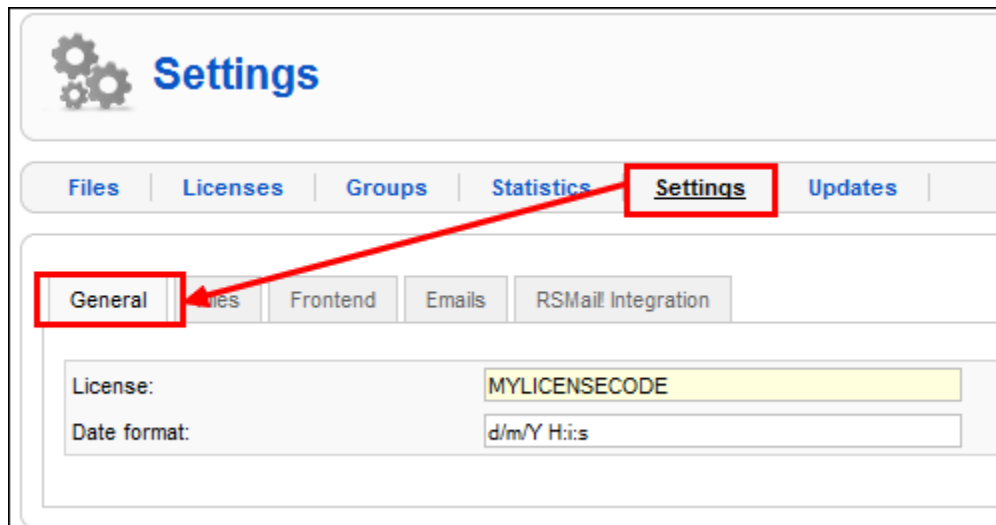 Settings
Files Licenses Groups Statistics Settings Updates
General Frontend Emails RSMail! Integration
License: MYLICENSECODE
Date format: d/m/Y H:i:s